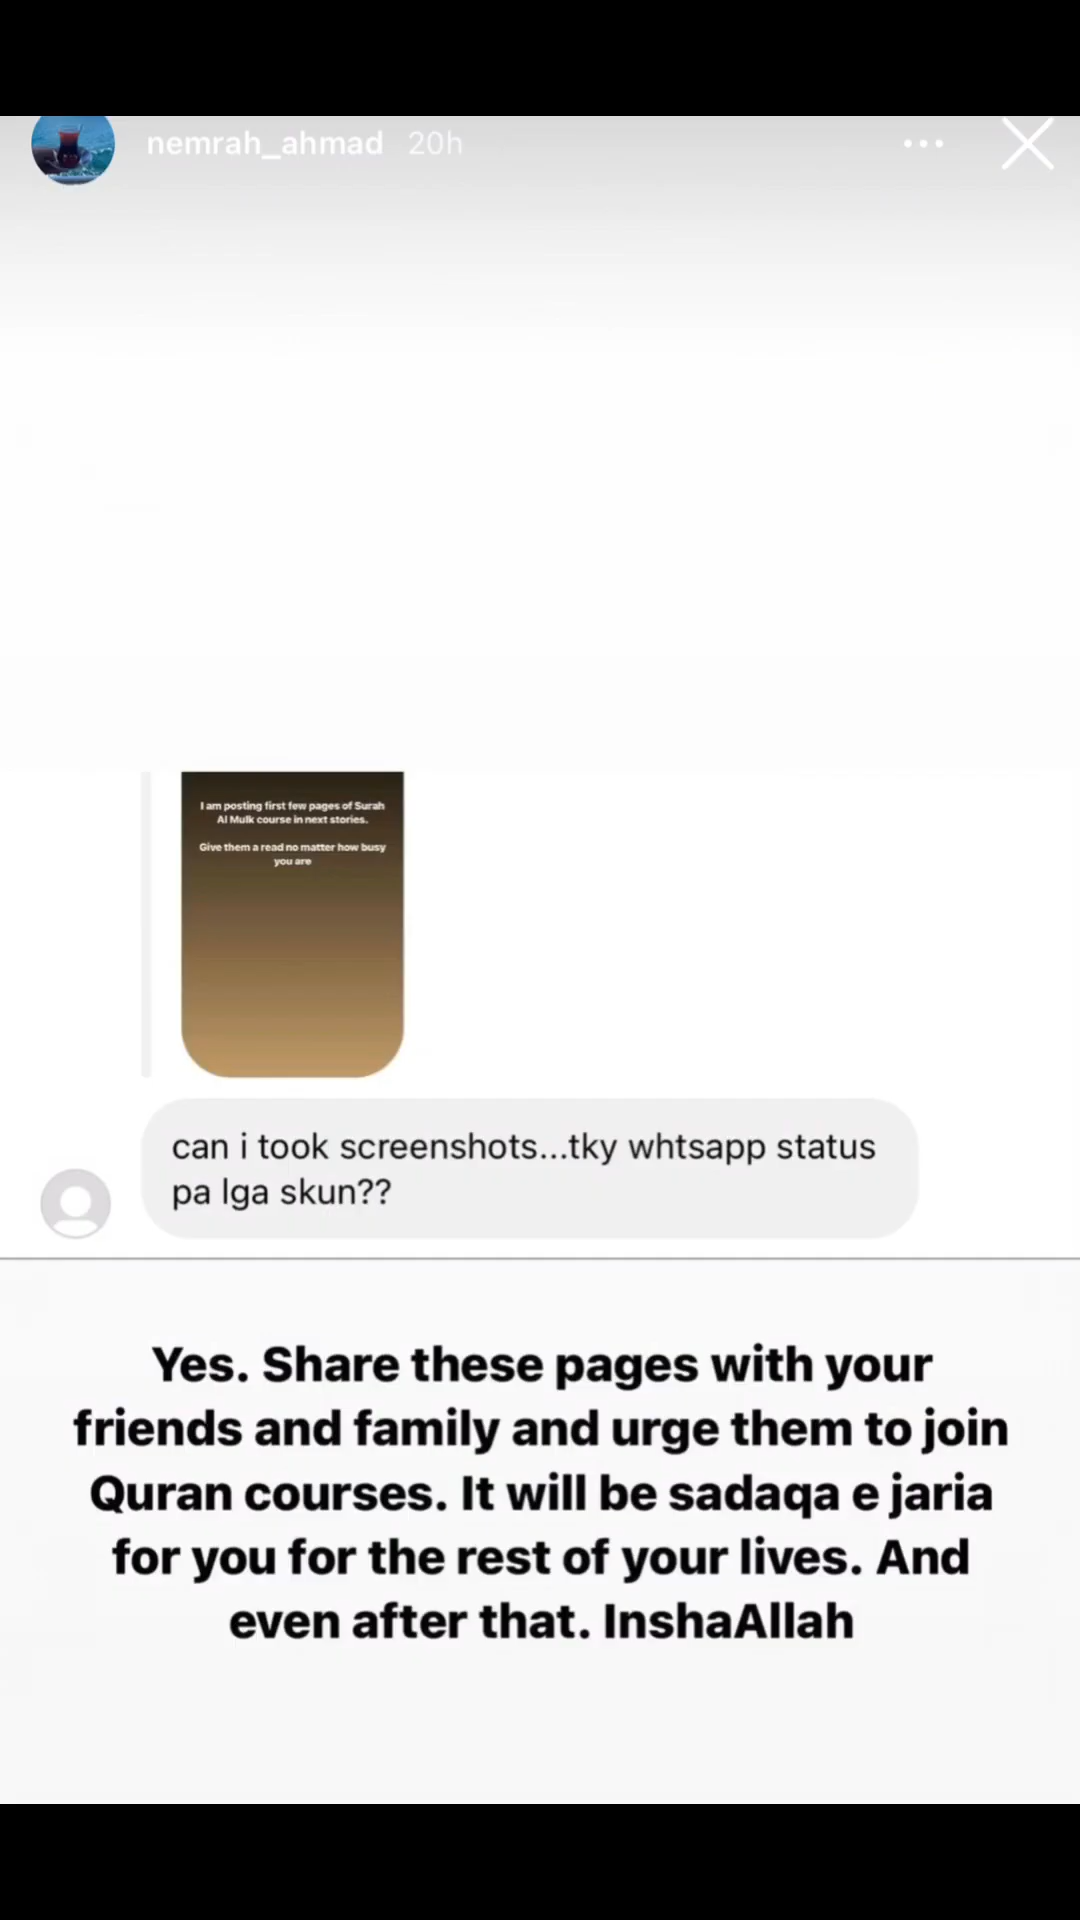 nemrah_ahmad 20h
I am posting first few pages of Surah
Al Mulk course in next stories.
Give them a read no matter how busy
you are
can i took screenshots...tky whtsapp status
pa lga skun??
Yes. Share these pages with your
friends and family and urge them to join
Quran courses. It will be sadaqa e jaria
for you for the rest of your lives. And
even after that. InshaAllah